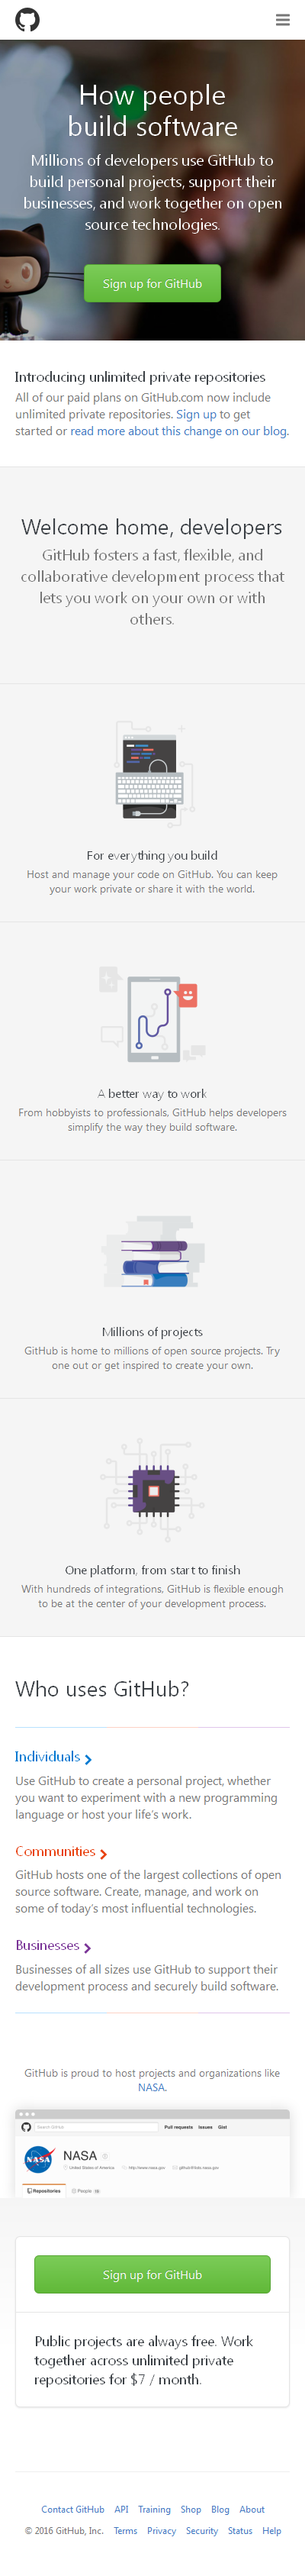 How people
build software
Millions of developers use GitHub to
build personal projects, support their
businesses, and work together on open
source technologies.
Sign up for GitHub
Introducing unlimited private repositories
All of our paid plans on GitHub.com now include
unlimited private repositories. Sign up to get
started or read more about this change on our blog.
Welcome home, developers
GitHub fosters a fast, flexible, and
collaborative development process that
lets you work on your own or with
others.
For everything you build
Host and manage your code on GitHub. You can keep
your work private or share it with the world.
A better way to work
From hobbyists to professionals, GitHub helps developers
simplify the way they build software.
Millions of projects
GitHub is home to millions of open source projects. Try
one out or get inspired to create your own.
One platform, from start to finish
With hundreds of integrations, GitHub is flexible enough
to be at the center of your development process.
Who uses GitHub?
Individuals
Use GitHub to create a personal project, whether
you want to experiment with a new programming
language or host your life's work.
Communities
GitHub hosts one of the largest collections of open
source software. Create, manage, and work on
some of today's most influential technologies.
Businesses
Businesses of all sizes use GitHub to support their
development process and securely build software.
GitHub is proud to host projects and organizations like
NASA.
Search GitHub Pull requests Issues Gist
NASA NASA
United States of America http://www.nasa.gov
Repositories People
Sign up for GitHub
Public projects are always free. Work
together across unlimited private
repositories for $7 / month.
Contact GitHub API Training Shop Blog About
© 2016 GitHub, Inc. Terms Privacy Security Status Help